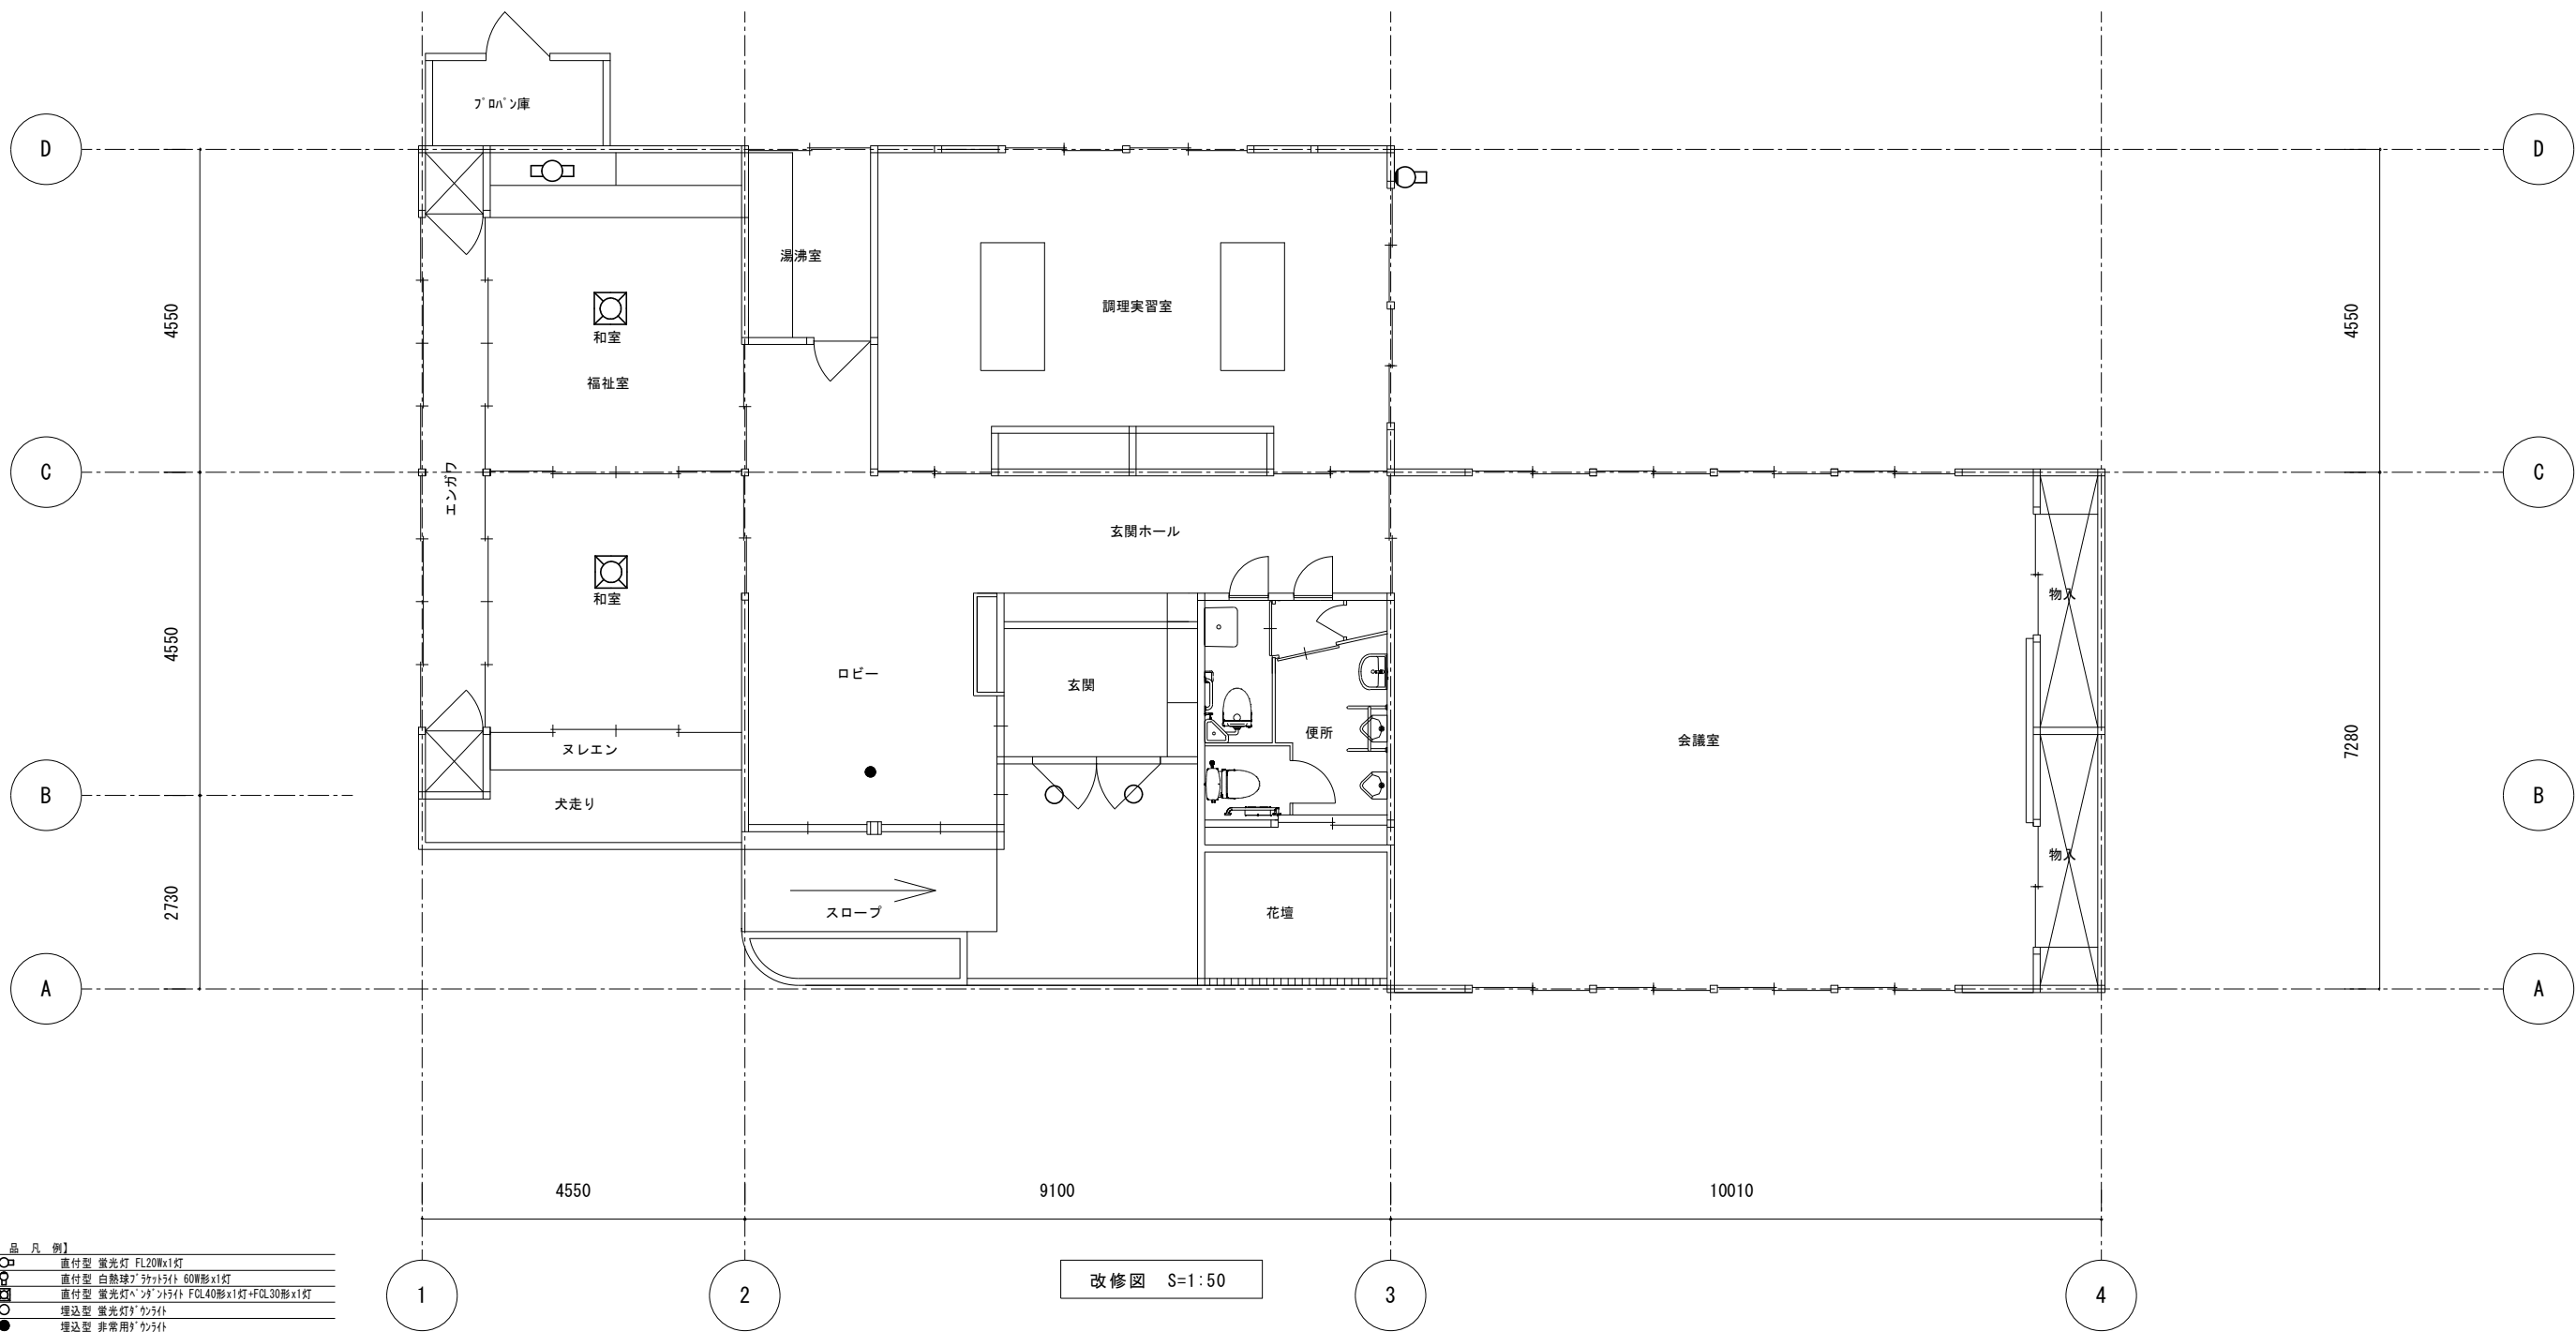 プロパン庫
D
D
湯沸室
4550
和室
調理実習室
4550
福祉室
C
エンガワ
C
玄関ホール
和室
物入
4550
ロビー
玄関
便所
会議室
7280
ヌレエン
B
犬走り
B
物入
2730
スロープ
花壇
A
A
4550
9100
10010
品 凡 例】
直付型 蛍光灯 FL20Wx1灯
直付型 白熱球ブラケットライト 60W形x1灯
直付型 蛍光灯ペンダントライト FCL40形x1灯+FCL30形x1灯
埋込型 蛍光灯ダウンライト
埋込型 非常用ダウンライト
改修図 S=1:50
1
2
3
4